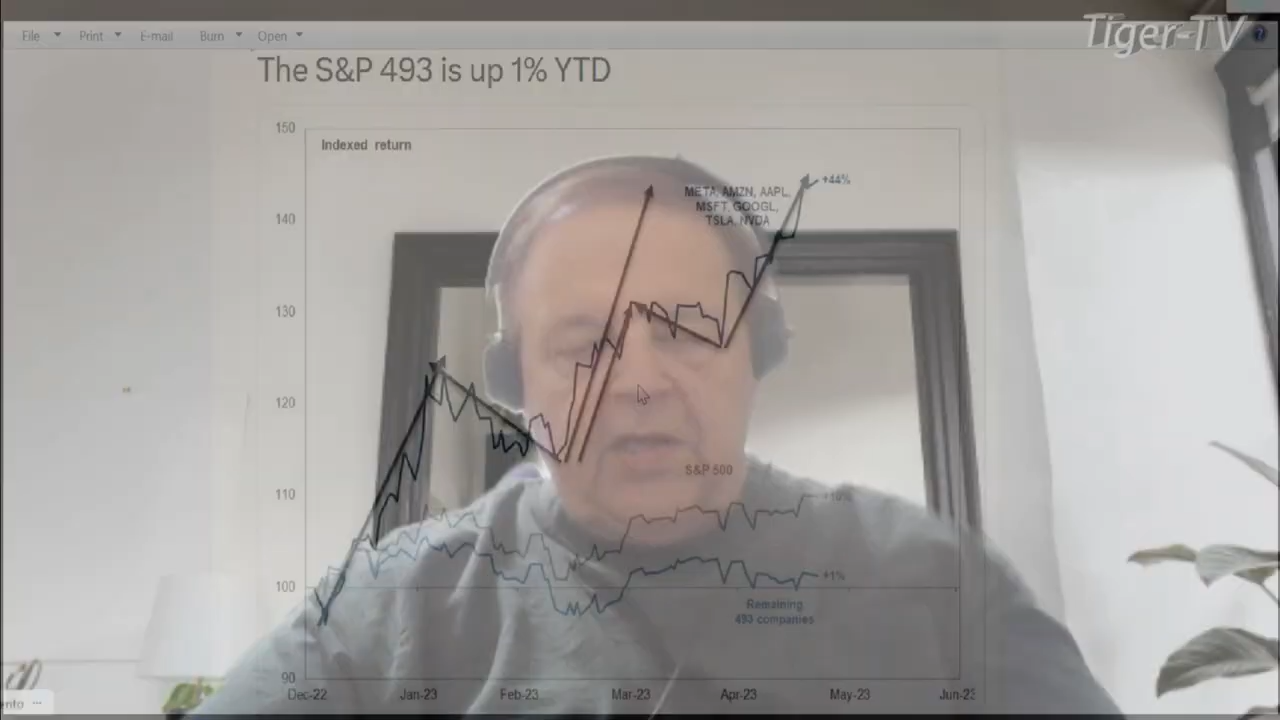 Tiger-TV
File Print E-mail Burn Open
The S&P 493 is up 1% YTD
150
Indexed return
140
130
120
110
100
90
META, AMZN, AAPL,
MSFT, GOOGL,
TSLA, NVDA
+44%
S&P 500
+10%
+1%
Remaining
493 companies
Dec-22 Jan-23 Feb-23 Mar-23 Apr-23 May-23 Jun-23